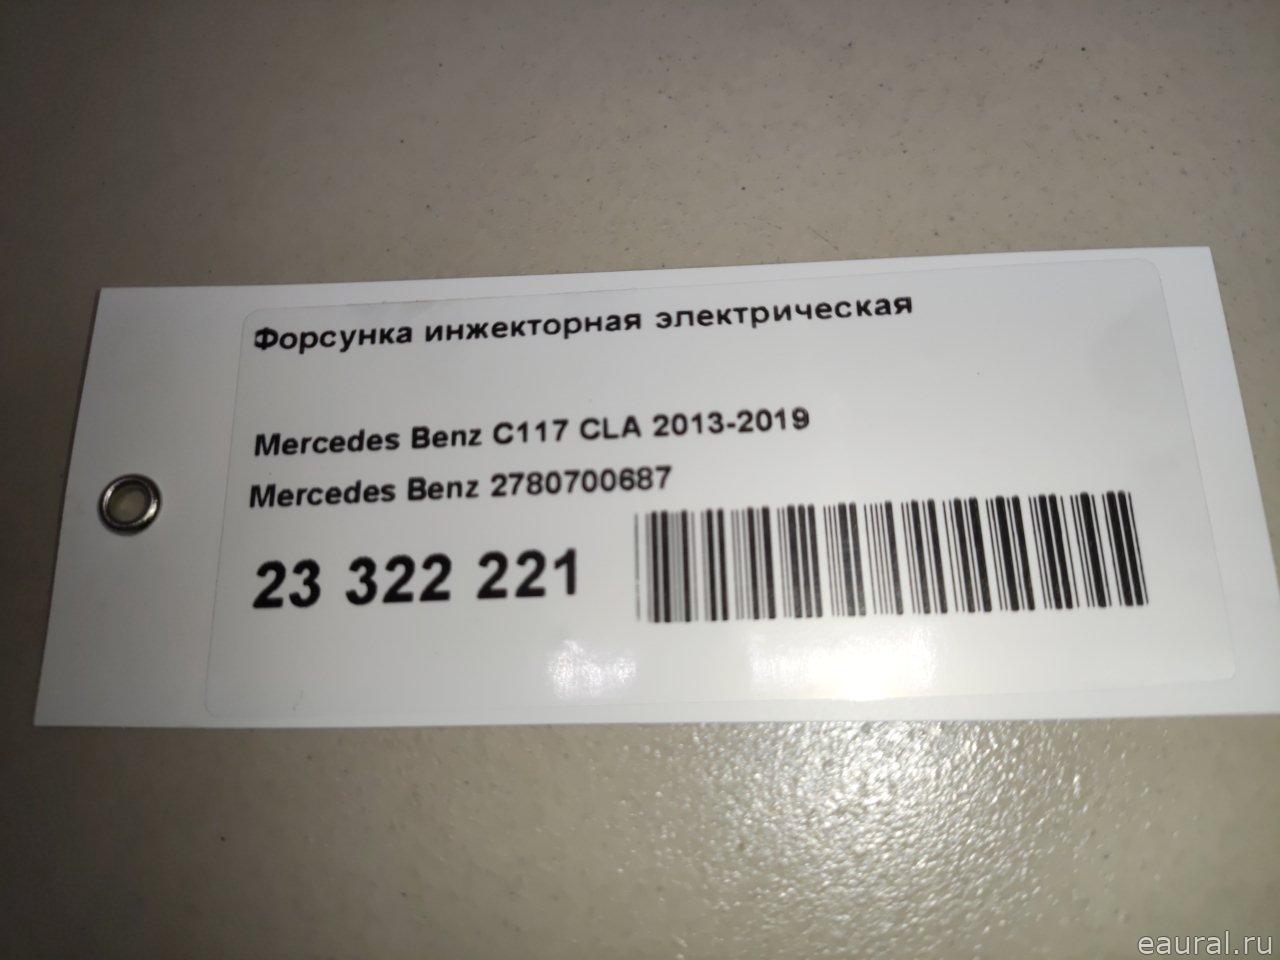 Форсунка инжекторная электрическая
Mercedes Benz C117 CLA 2013-2019
Mercedes Benz 2780700687
23 322 221
eaural.ru